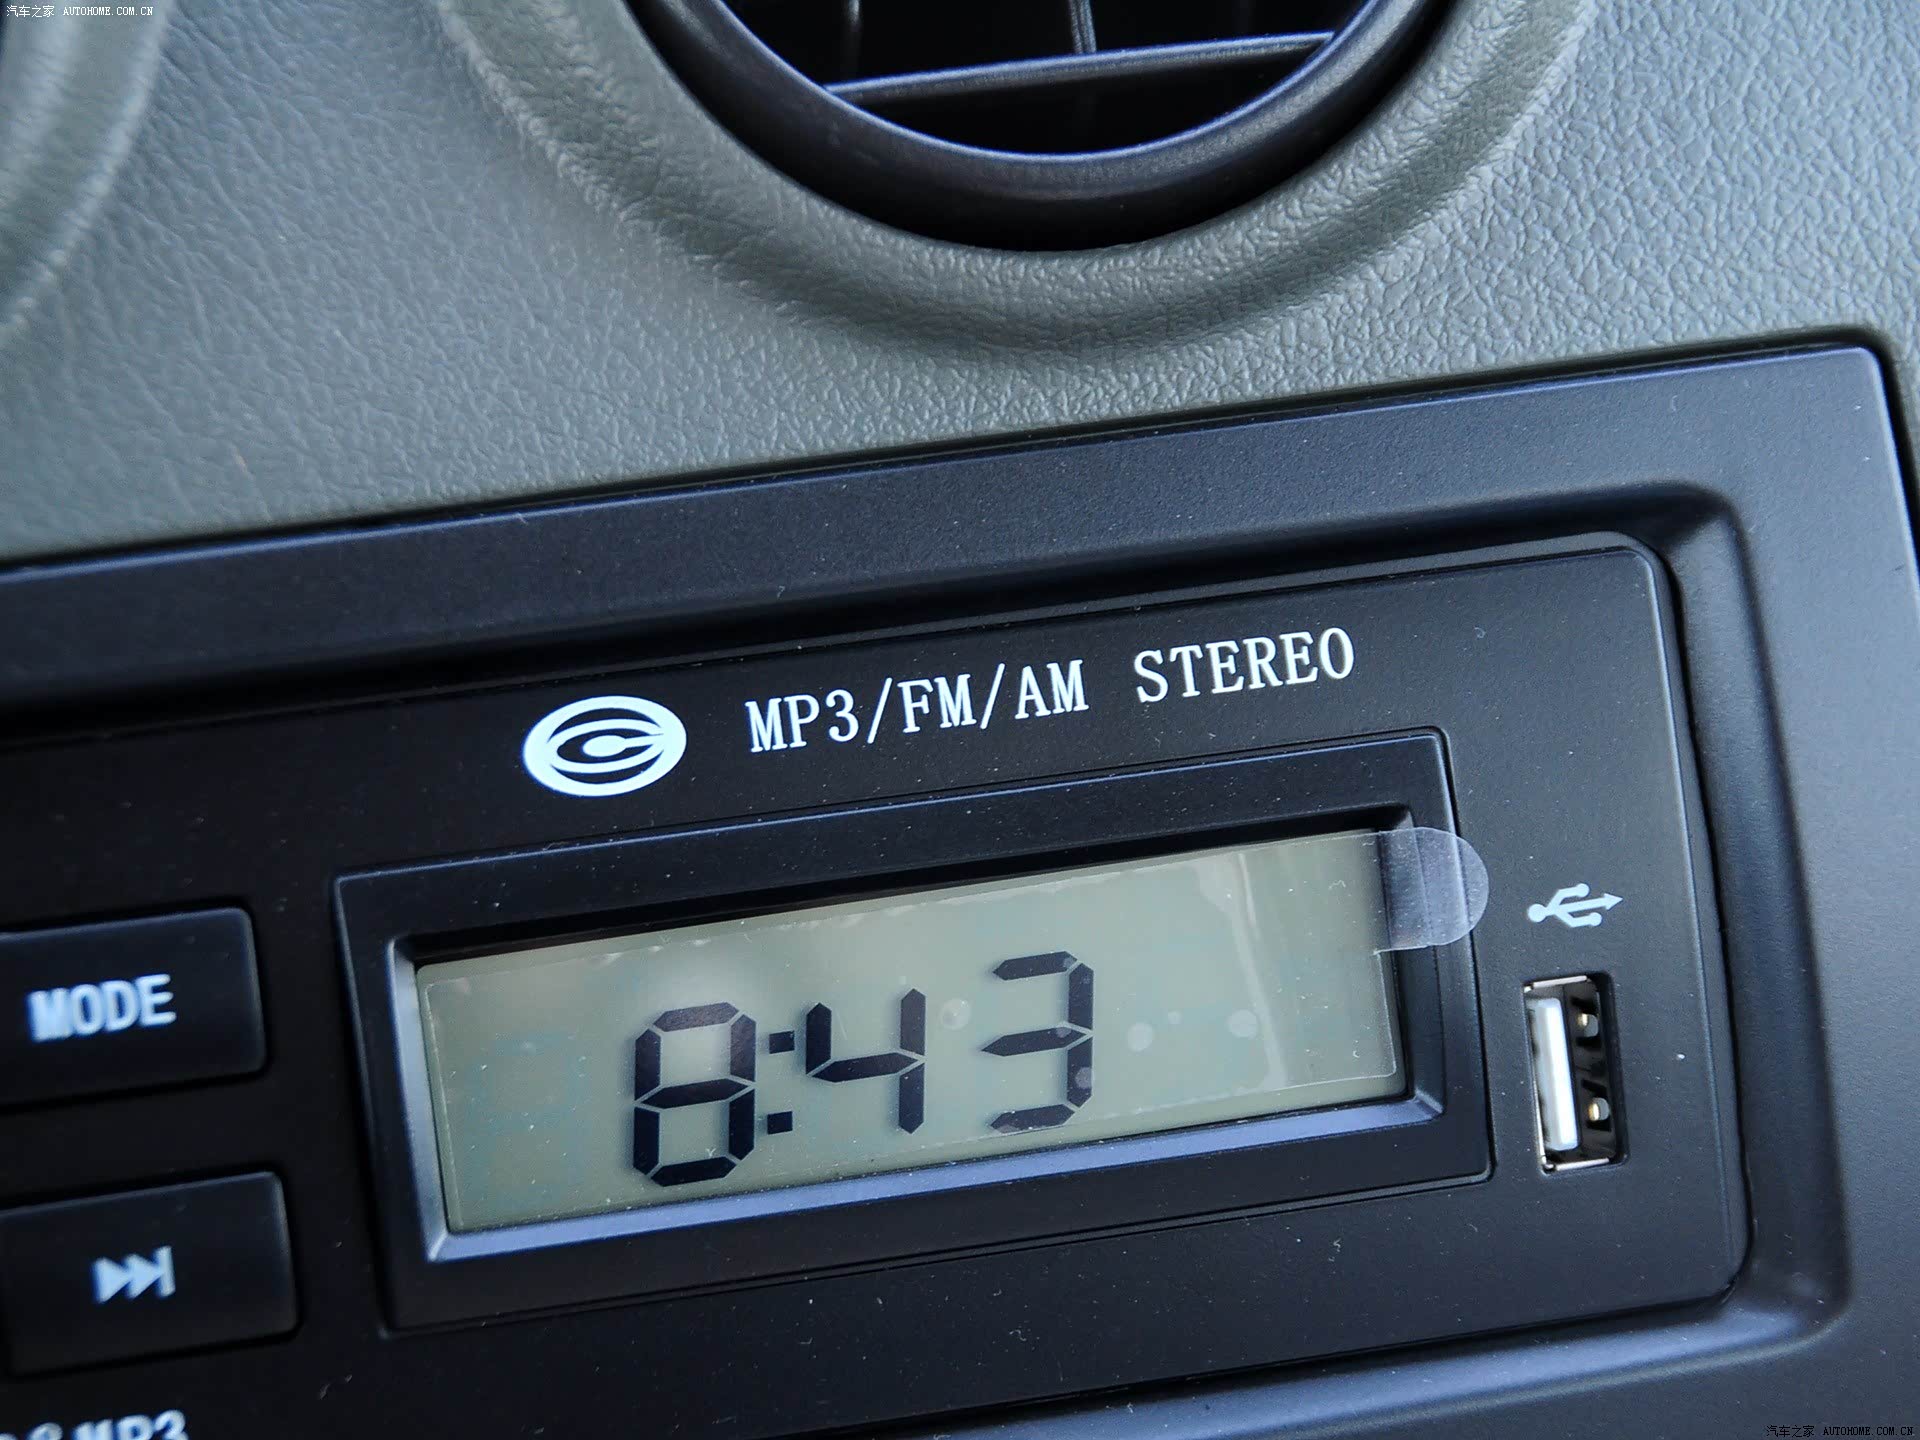 汽车之家 AUTOHOME.COM.CN
MP3/FM/AM STEREO
MODE
8:43
&MP3
汽车之家 AUTOHOME.COM.CN